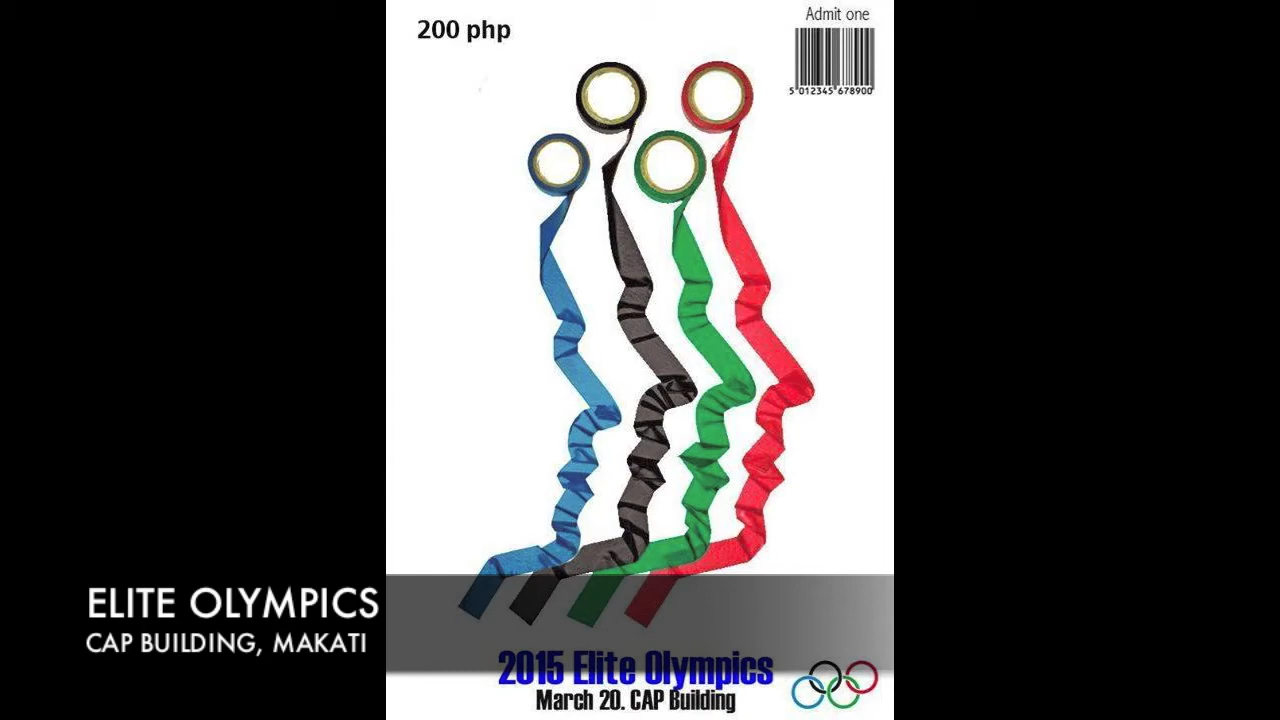 200 php
Admit one
5 012345 678900
ELITE OLYMPICS
CAP BUILDING, MAKATI
2015 Elite Olympics
March 20. CAP Building